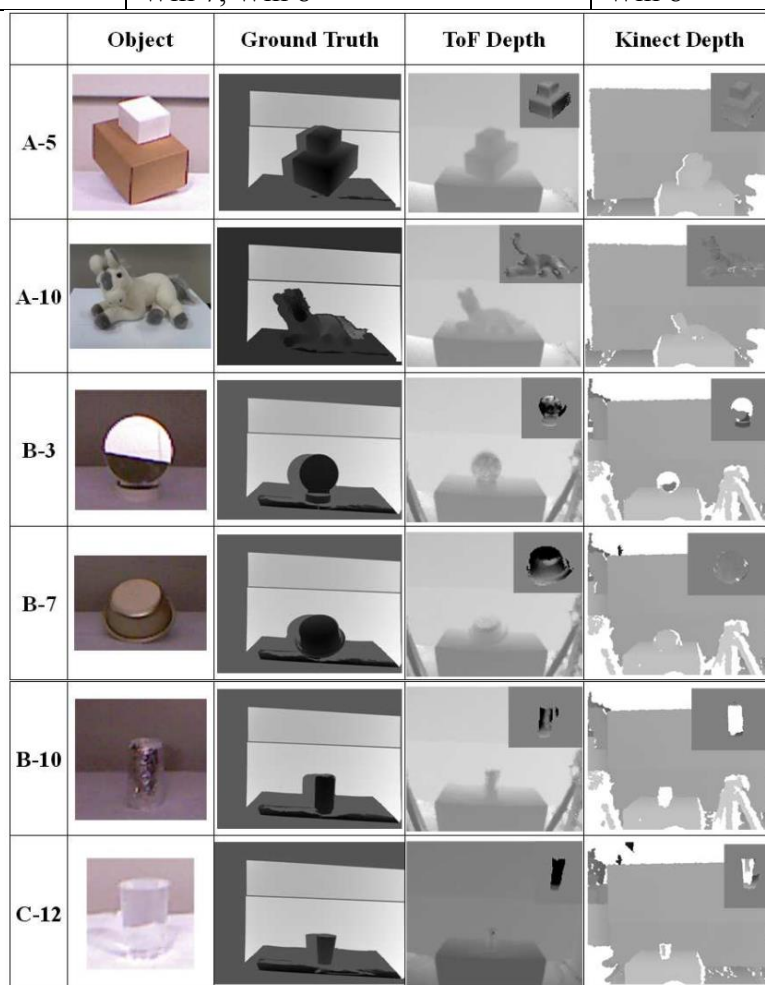 Object Ground Truth ToF Depth Kinect Depth
A-5
A-10
B-3
B-7
B-10
C-12